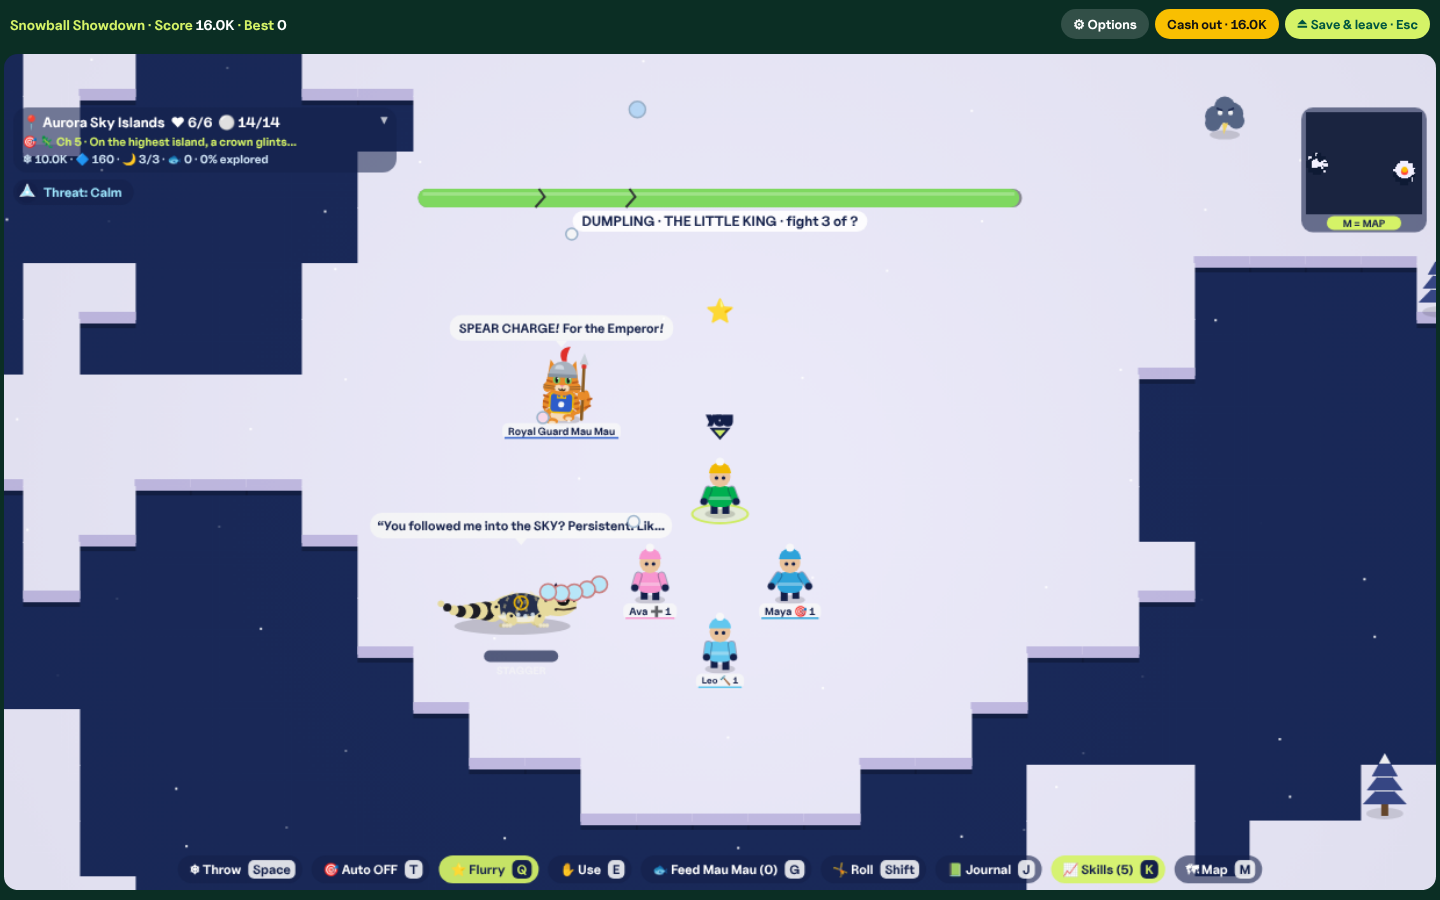 Snowball Showdown · Score 16.0K · Best 0
Options
Cash out · 16.0K
Save & leave · Esc
Aurora Sky Islands 6/6 14/14
Ch 5 · On the highest island, a crown glints...
10.0K · 160 · 3/3 · 0 · 0% explored
Threat: Calm
M = MAP
DUMPLING · THE LITTLE KING · fight 3 of ?
SPEAR CHARGE! For the Emperor!
Royal Guard Mau Mau
YOU
“You followed me into the SKY? Persistent. Lik...
Ava 1
Maya 1
Leo 1
Throw Space
Auto OFF T
Flurry Q
Use E
Feed Mau Mau (0) G
Roll Shift
Journal J
Skills (5) K
Map M